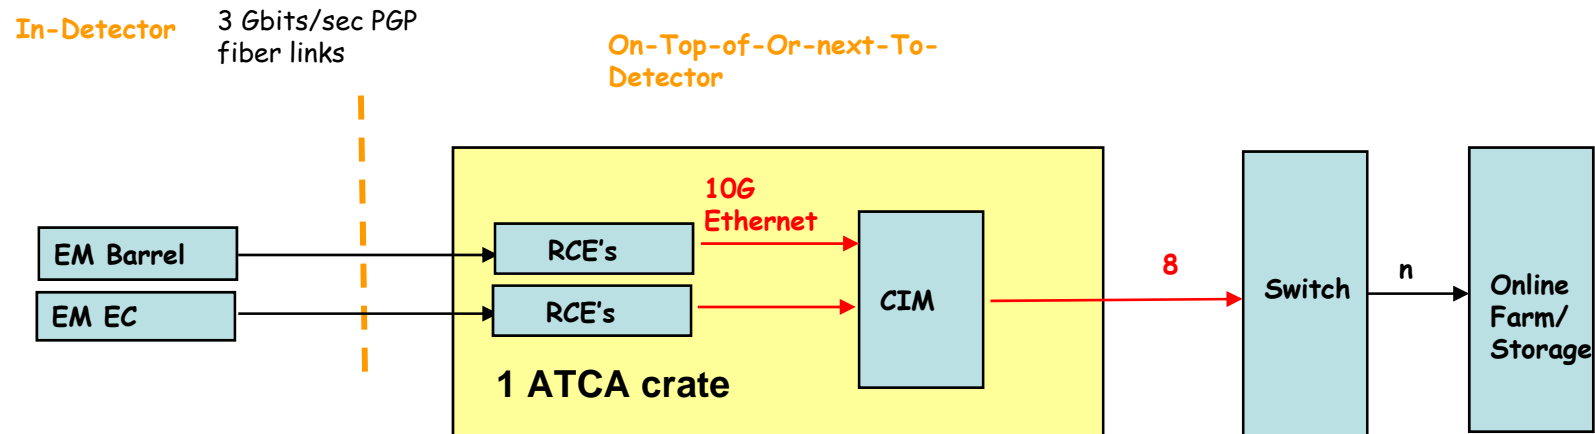 In-Detector
3 Gbits/sec PGP
fiber links
On-Top-of-Or-next-To-
Detector
10G
Ethernet
EM Barrel
RCE's
EM EC
RCE's
CIM
8
Switch
n
Online
Farm/
Storage
1 ATCA crate